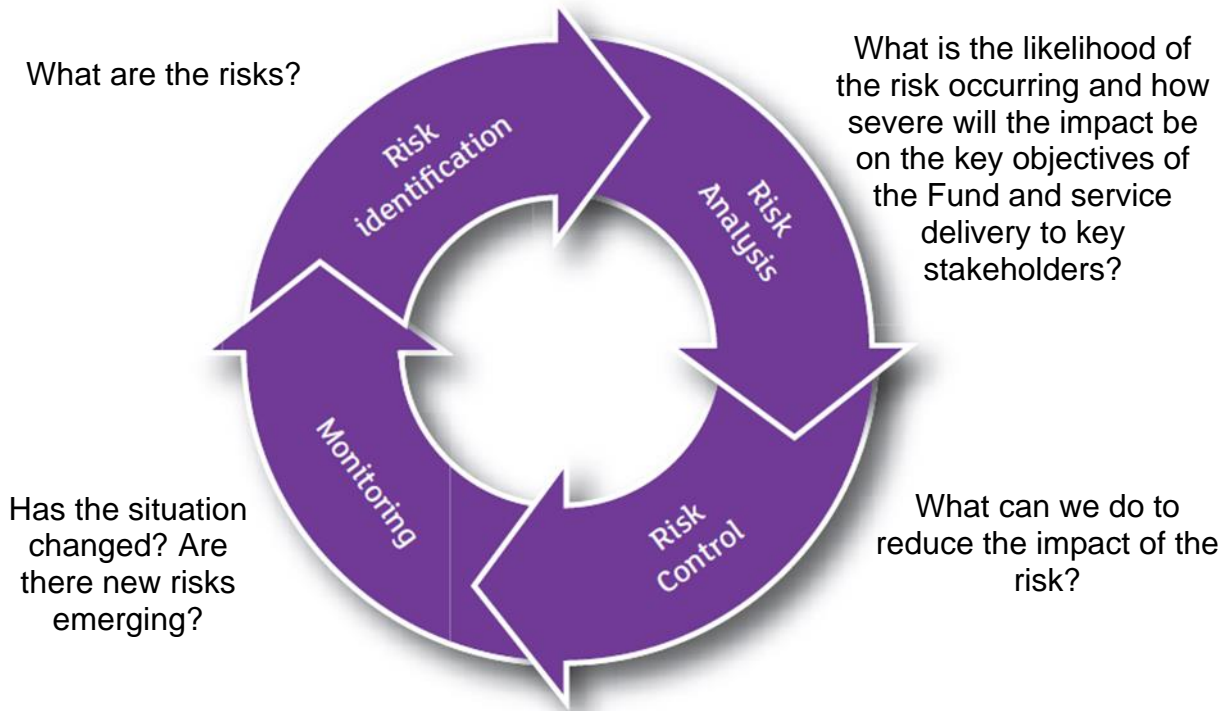 What are the risks?
Risk
identification
What is the likelihood of
the risk occurring and how
severe will the impact be
on the key objectives of
the Fund and service
delivery to key
stakeholders?
Risk
Analysis
What can we do to
reduce the impact of the
risk?
Risk
Control
Has the situation
changed? Are
there new risks
emerging?
Monitoring